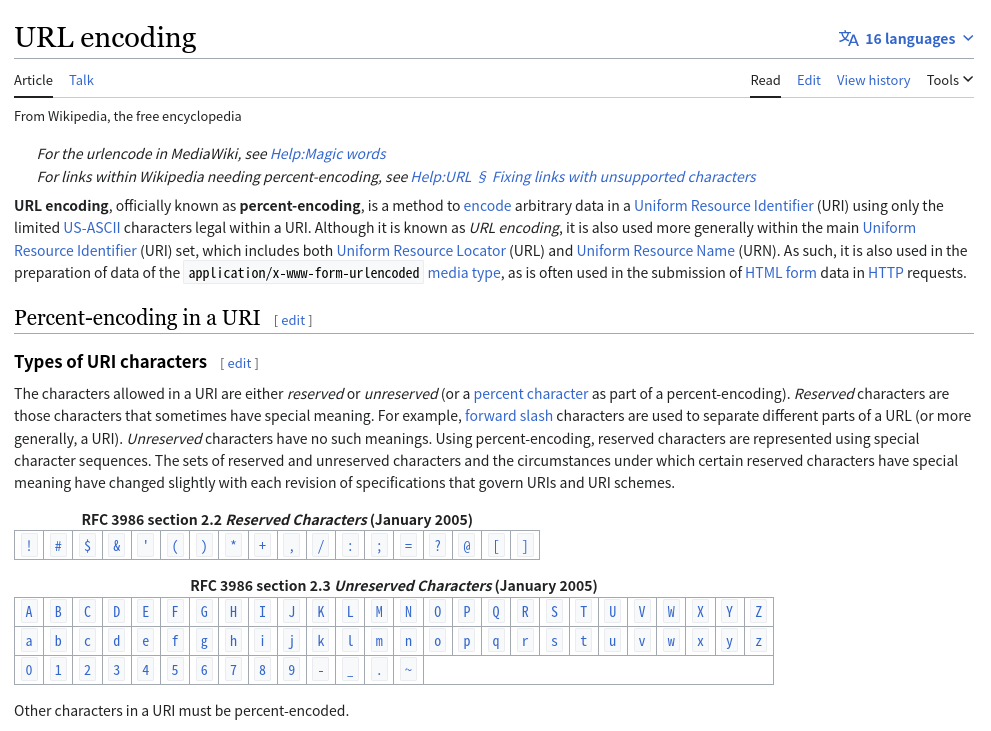 URL encoding
16 languages
Article Talk Read Edit View history Tools
From Wikipedia, the free encyclopedia
For the urlencode in MediaWiki, see Help:Magic words
For links within Wikipedia needing percent-encoding, see Help:URL § Fixing links with unsupported characters
URL encoding, officially known as percent-encoding, is a method to encode arbitrary data in a Uniform Resource Identifier (URI) using only the
limited US-ASCII characters legal within a URI. Although it is known as URL encoding, it is also used more generally within the main Uniform
Resource Identifier (URI) set, which includes both Uniform Resource Locator (URL) and Uniform Resource Name (URN). As such, it is also used in the
preparation of data of the application/x-www-form-urlencoded media type, as is often used in the submission of HTML form data in HTTP requests.
Percent-encoding in a URI [ edit ]
Types of URI characters [ edit ]
The characters allowed in a URI are either reserved or unreserved (or a percent character as part of a percent-encoding). Reserved characters are
those characters that sometimes have special meaning. For example, forward slash characters are used to separate different parts of a URL (or more
generally, a URI). Unreserved characters have no such meanings. Using percent-encoding, reserved characters are represented using special
character sequences. The sets of reserved and unreserved characters and the circumstances under which certain reserved characters have special
meaning have changed slightly with each revision of specifications that govern URIs and URI schemes.
RFC 3986 section 2.2 Reserved Characters (January 2005)
! # $ & ' ( ) * + , / : ; = ? @ [ ]
RFC 3986 section 2.3 Unreserved Characters (January 2005)
A B C D E F G H I J K L M N O P Q R S T U V W X Y Z
a b c d e f g h i j k l m n o p q r s t u v w x y z
0 1 2 3 4 5 6 7 8 9 - _ . ~
Other characters in a URI must be percent-encoded.